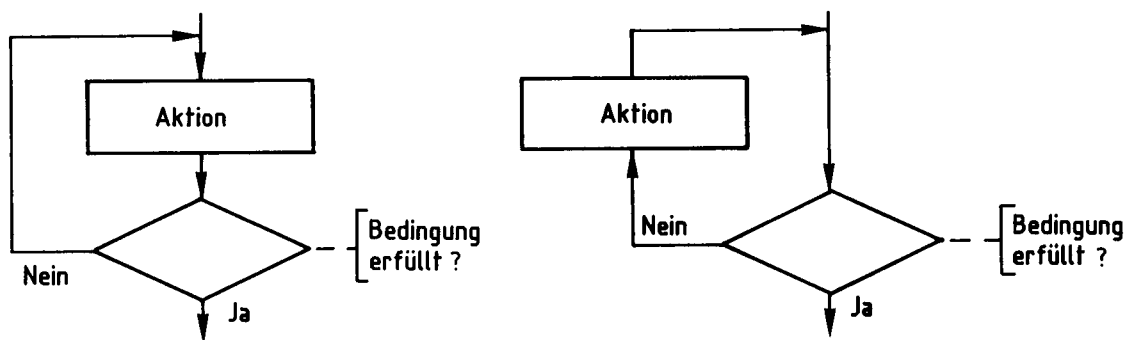 Aktion
Bedingung
erfüllt ?
Nein
Ja
Aktion
Nein
Bedingung
erfüllt ?
Ja